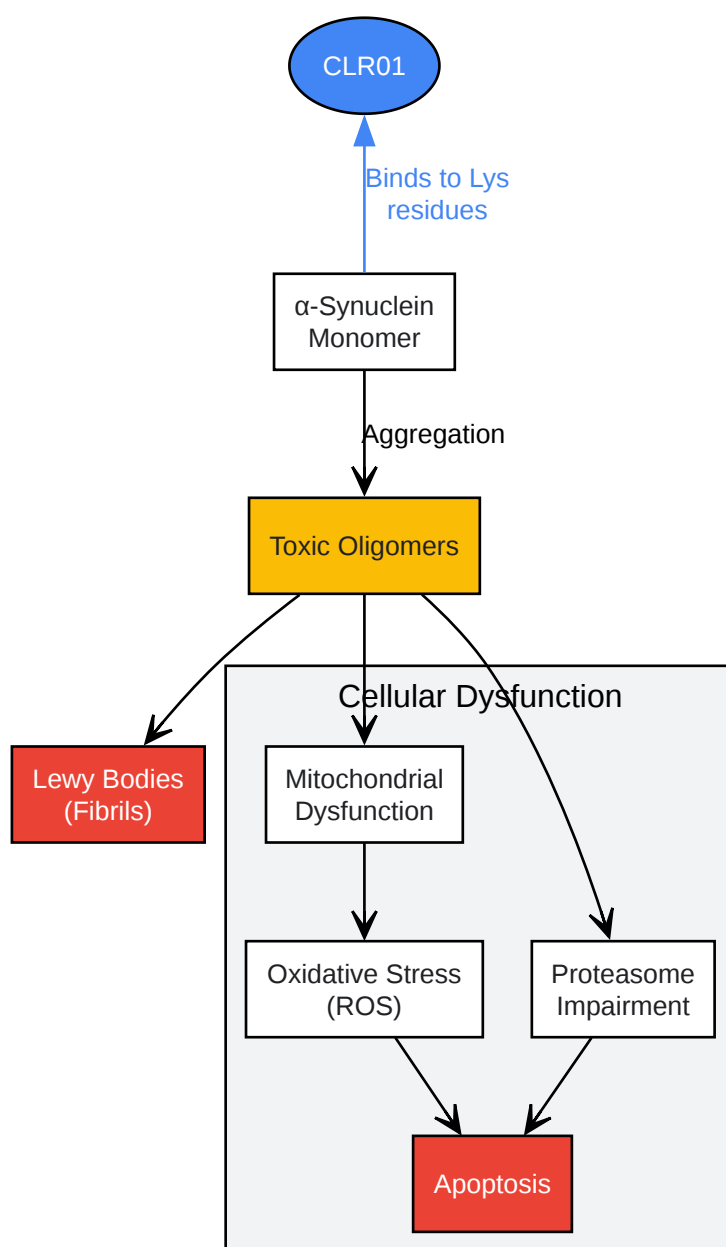 CLR01
Binds to Lys
residues
α-Synuclein
Monomer
Aggregation
Toxic Oligomers
Cellular Dysfunction
Lewy Bodies
(Fibrils)
Mitochondrial
Dysfunction
Oxidative Stress
(ROS)
Proteasome
Impairment
Apoptosis